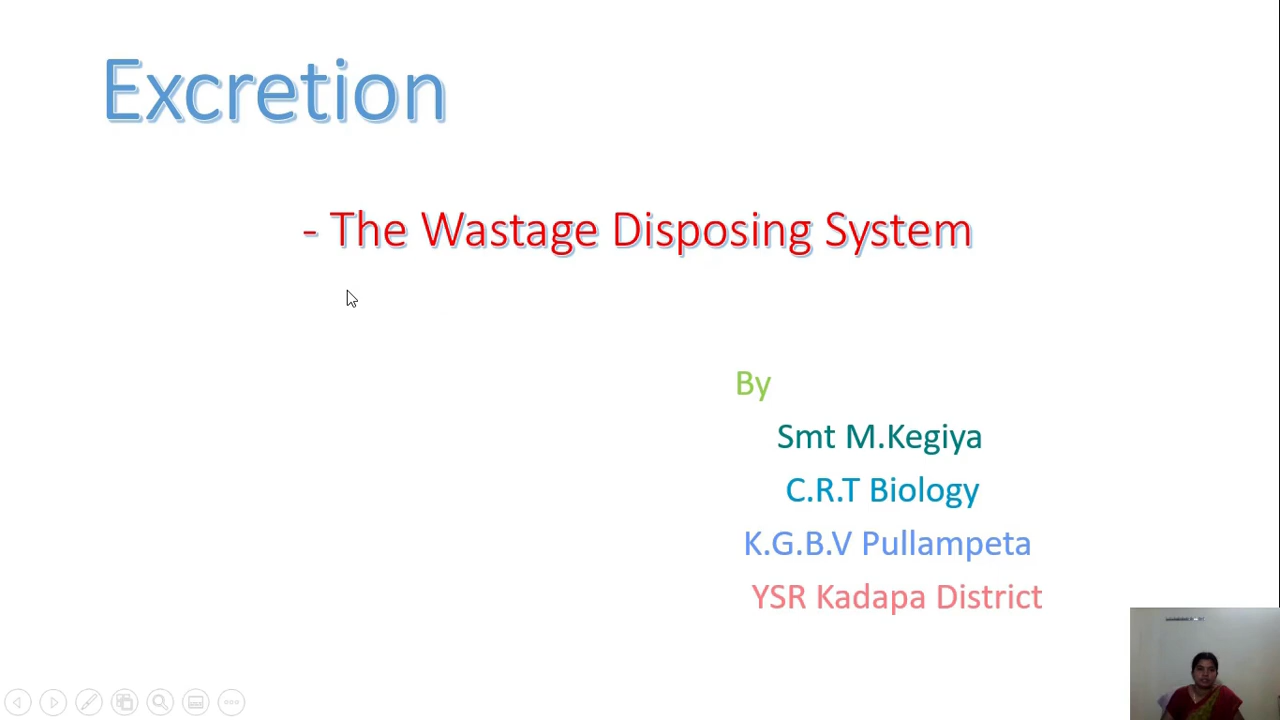 Excretion
- The Wastage Disposing System
By
Smt M.Kegiya
C.R.T Biology
K.G.B.V Pullampeta
YSR Kadapa District